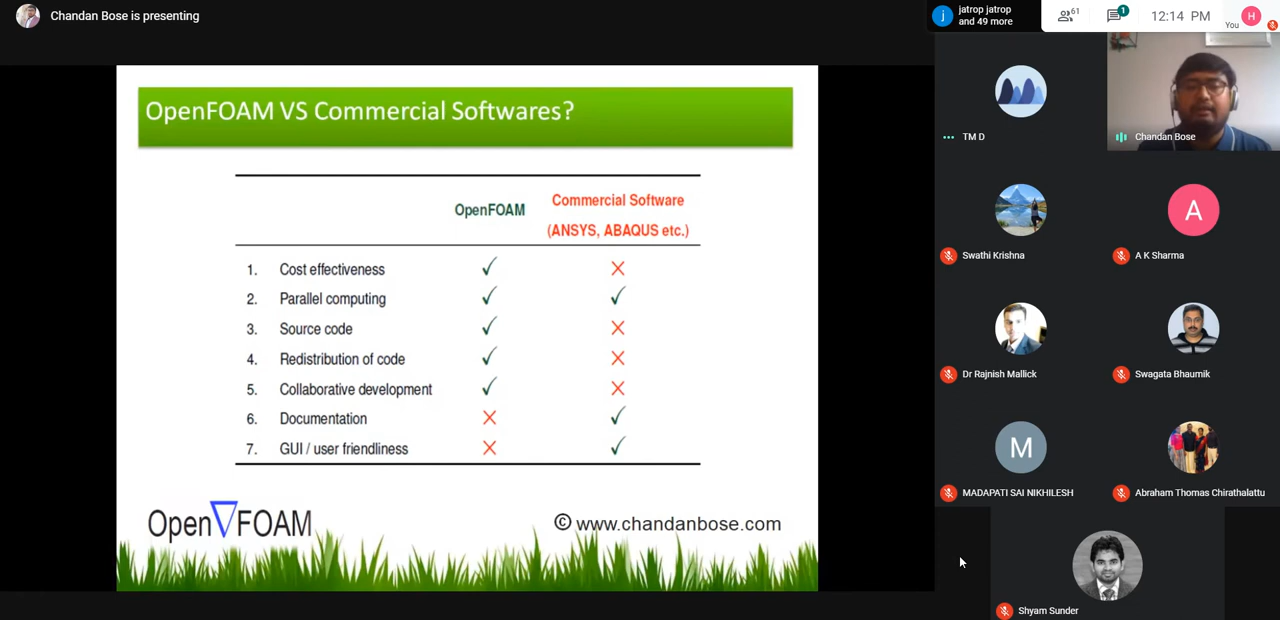 Chandan Bose is presenting
j
jatrop jatrop
and 49 more
61
1
12:14 PM
You
H
OpenFOAM VS Commercial Softwares?
OpenFOAM
Commercial Software
(ANSYS, ABAQUS etc.)
1. Cost effectiveness ✓ ✗
2. Parallel computing ✓ ✓
3. Source code ✓ ✗
4. Redistribution of code ✓ ✗
5. Collaborative development ✓ ✗
6. Documentation ✗ ✓
7. GUI / user friendliness ✗ ✓
Open∇FOAM
© www.chandanbose.com
TM D
Chandan Bose
Swathi Krishna
A
A K Sharma
Dr Rajnish Mallick
Swagata Bhaumik
M
MADAPATI SAI NIKHILESH
Abraham Thomas Chirathalattu
Shyam Sunder